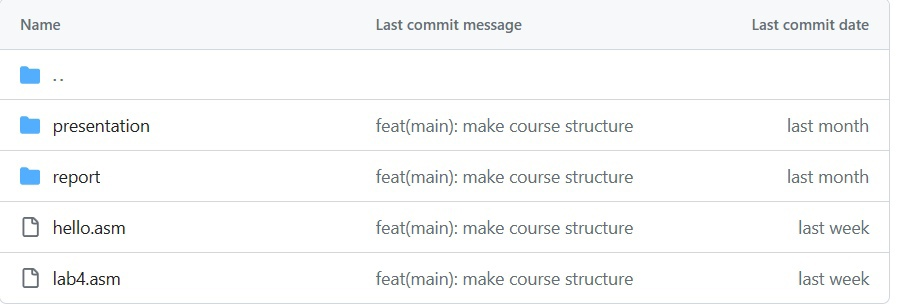 Name Last commit message Last commit date
..
presentation feat(main): make course structure last month
report feat(main): make course structure last month
hello.asm feat(main): make course structure last week
lab4.asm feat(main): make course structure last week